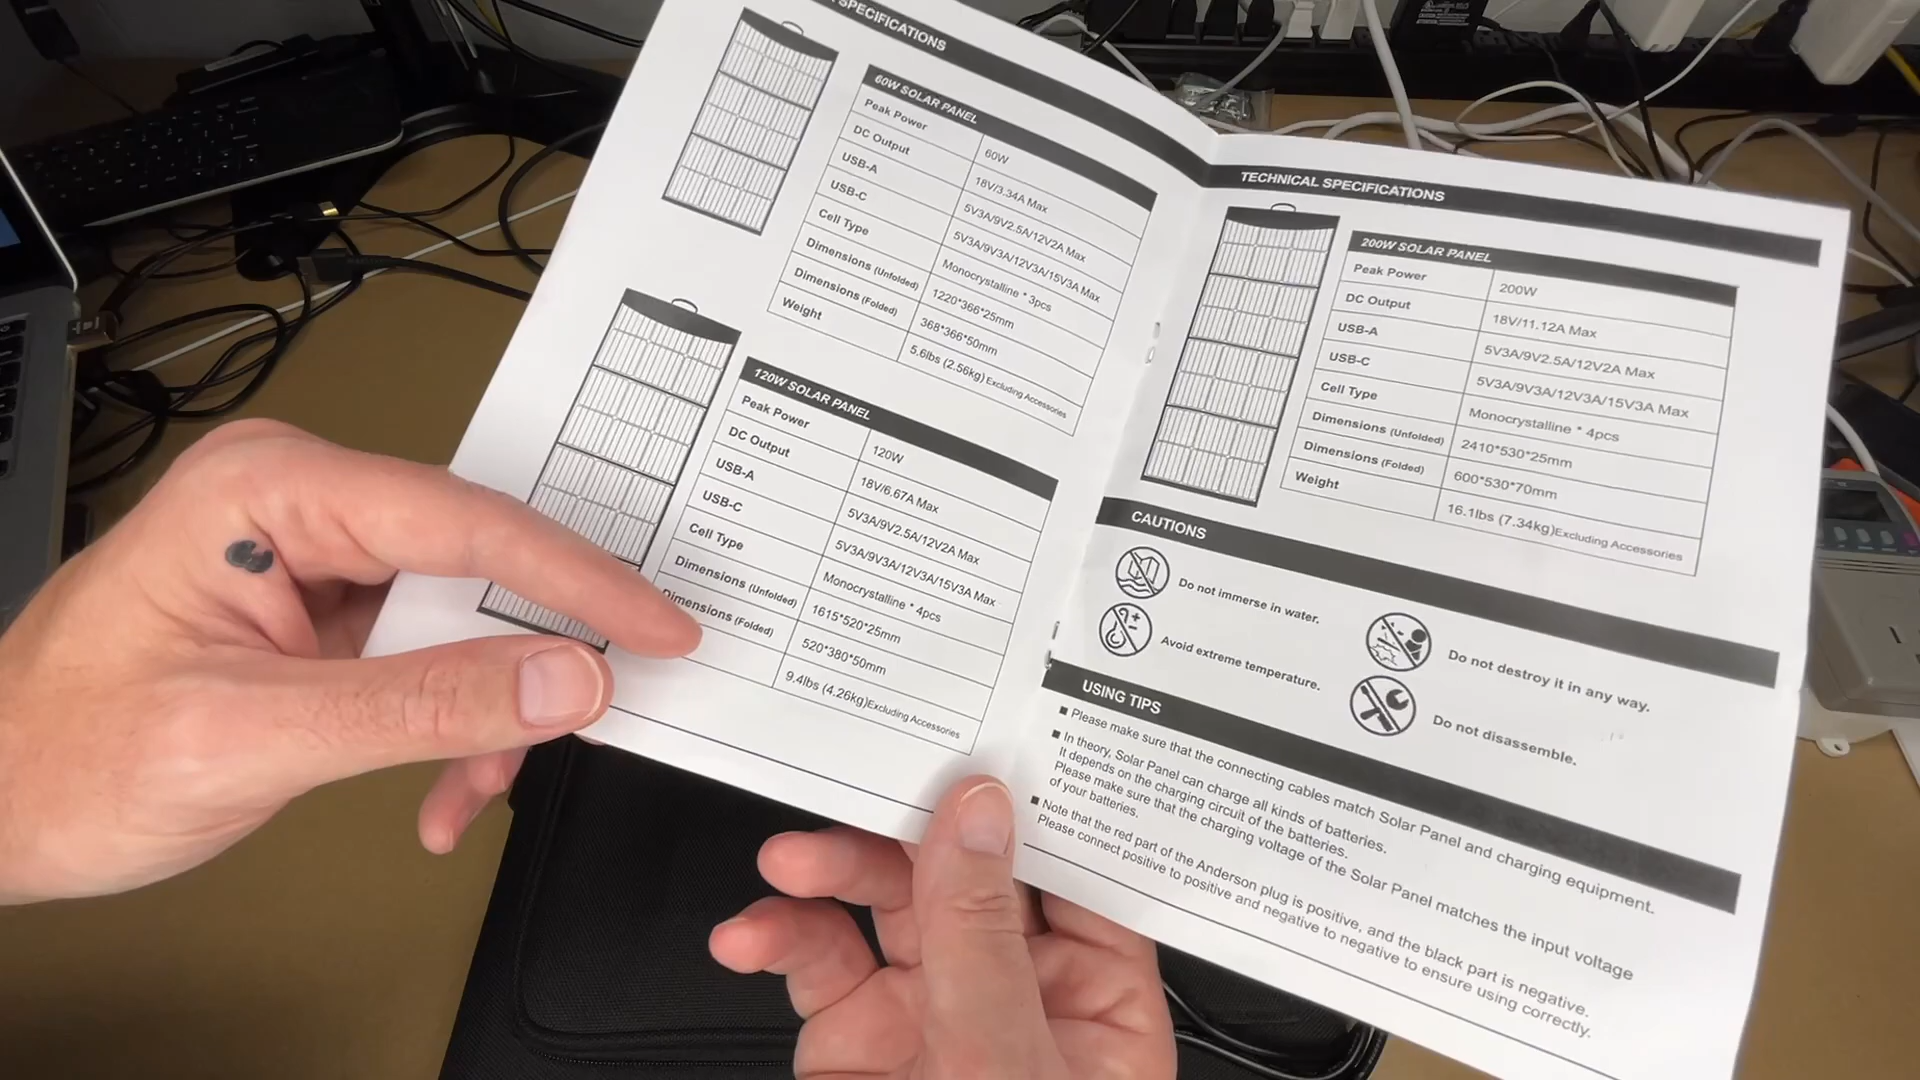 SPECIFICATIONS
60W SOLAR PANEL
Peak Power 60W
DC Output 18V/3.34A Max
USB-A 5V3A/9V2.5A/12V2A Max
USB-C 5V3A/9V3A/12V3A/15V3A Max
Cell Type Monocrystalline * 3pcs
Dimensions (Unfolded) 1220*366*25mm
Dimensions (Folded) 368*366*50mm
Weight 5.6lbs (2.56kg) Excluding Accessories
120W SOLAR PANEL
Peak Power 120W
DC Output 18V/6.67A Max
USB-A 5V3A/9V2.5A/12V2A Max
USB-C 5V3A/9V3A/12V3A/15V3A Max
Cell Type Monocrystalline * 4pcs
Dimensions (Unfolded) 1615*520*25mm
Dimensions (Folded) 520*380*50mm
9.4lbs (4.26kg)Excluding Accessories
TECHNICAL SPECIFICATIONS
200W SOLAR PANEL
Peak Power 200W
DC Output 18V/11.12A Max
USB-A 5V3A/9V2.5A/12V2A Max
USB-C 5V3A/9V3A/12V3A/15V3A Max
Cell Type Monocrystalline * 4pcs
Dimensions (Unfolded) 2410*530*25mm
Dimensions (Folded) 600*530*70mm
Weight 16.1lbs (7.34kg)Excluding Accessories
CAUTIONS
Do not immerse in water.
Do not destroy it in any way.
Avoid extreme temperature.
Do not disassemble.
USING TIPS
■ Please make sure that the connecting cables match Solar Panel and charging equipment.
■ In theory, Solar Panel can charge all kinds of batteries.
It depends on the charging circuit of the batteries.
Please make sure that the charging voltage of the Solar Panel matches the input voltage
of your batteries.
■ Note that the red part of the Anderson plug is positive, and the black part is negative.
Please connect positive to positive and negative to negative to ensure using correctly.